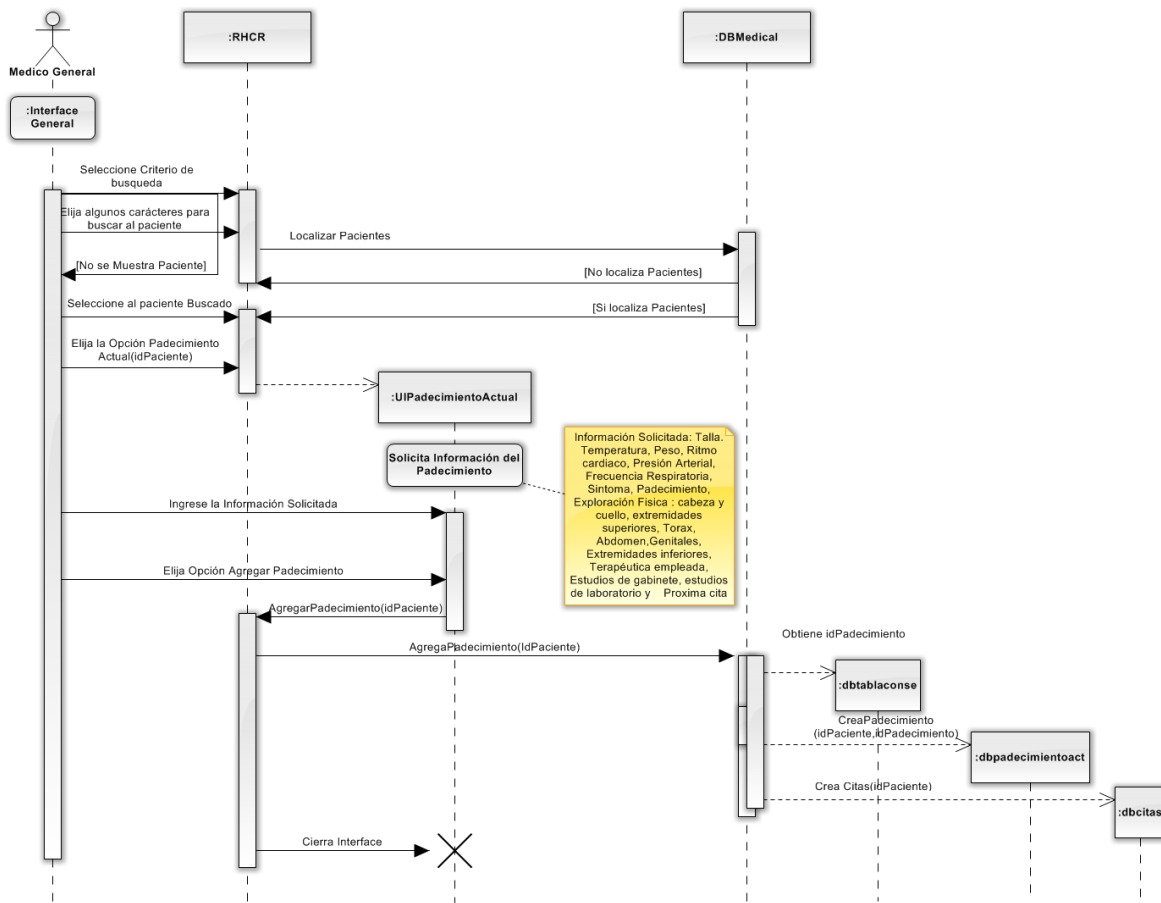 :RHCR
:DBMedical
Medico General
:Interface
General
Seleccione Criterio de
busqueda
Elija algunos carácteres para
buscar al paciente
Localizar Pacientes
[No se Muestra Paciente]
[No localiza Pacientes]
Seleccione al paciente Buscado
[Si localiza Pacientes]
Elija la Opción Padecimiento
Actual(idPaciente)
:UIPadecimientoActual
Solicita Información del
Padecimiento
Información Solicitada: Talla.
Temperatura, Peso, Ritmo
cardiaco, Presión Arterial,
Frecuencia Respiratoria,
Sintoma, Padecimiento,
Exploración Fisica : cabeza y
cuello, extremidades
superiores, Torax,
Abdomen,Genitales,
Extremidades inferiores,
Terapéutica empleada,
Estudios de gabinete, estudios
de laboratorio y Proxima cita
Ingrese la Información Solicitada
Elija Opción Agregar Padecimiento
AgregarPadecimiento(idPaciente)
AgregaPadecimiento(IdPaciente)
Obtiene idPadecimiento
:dbtablaconse
CreaPadecimiento
(idPaciente,idPadecimiento)
:dbpadecimientoact
Crea Citas(idPaciente)
:dbcitas
Cierra Interface